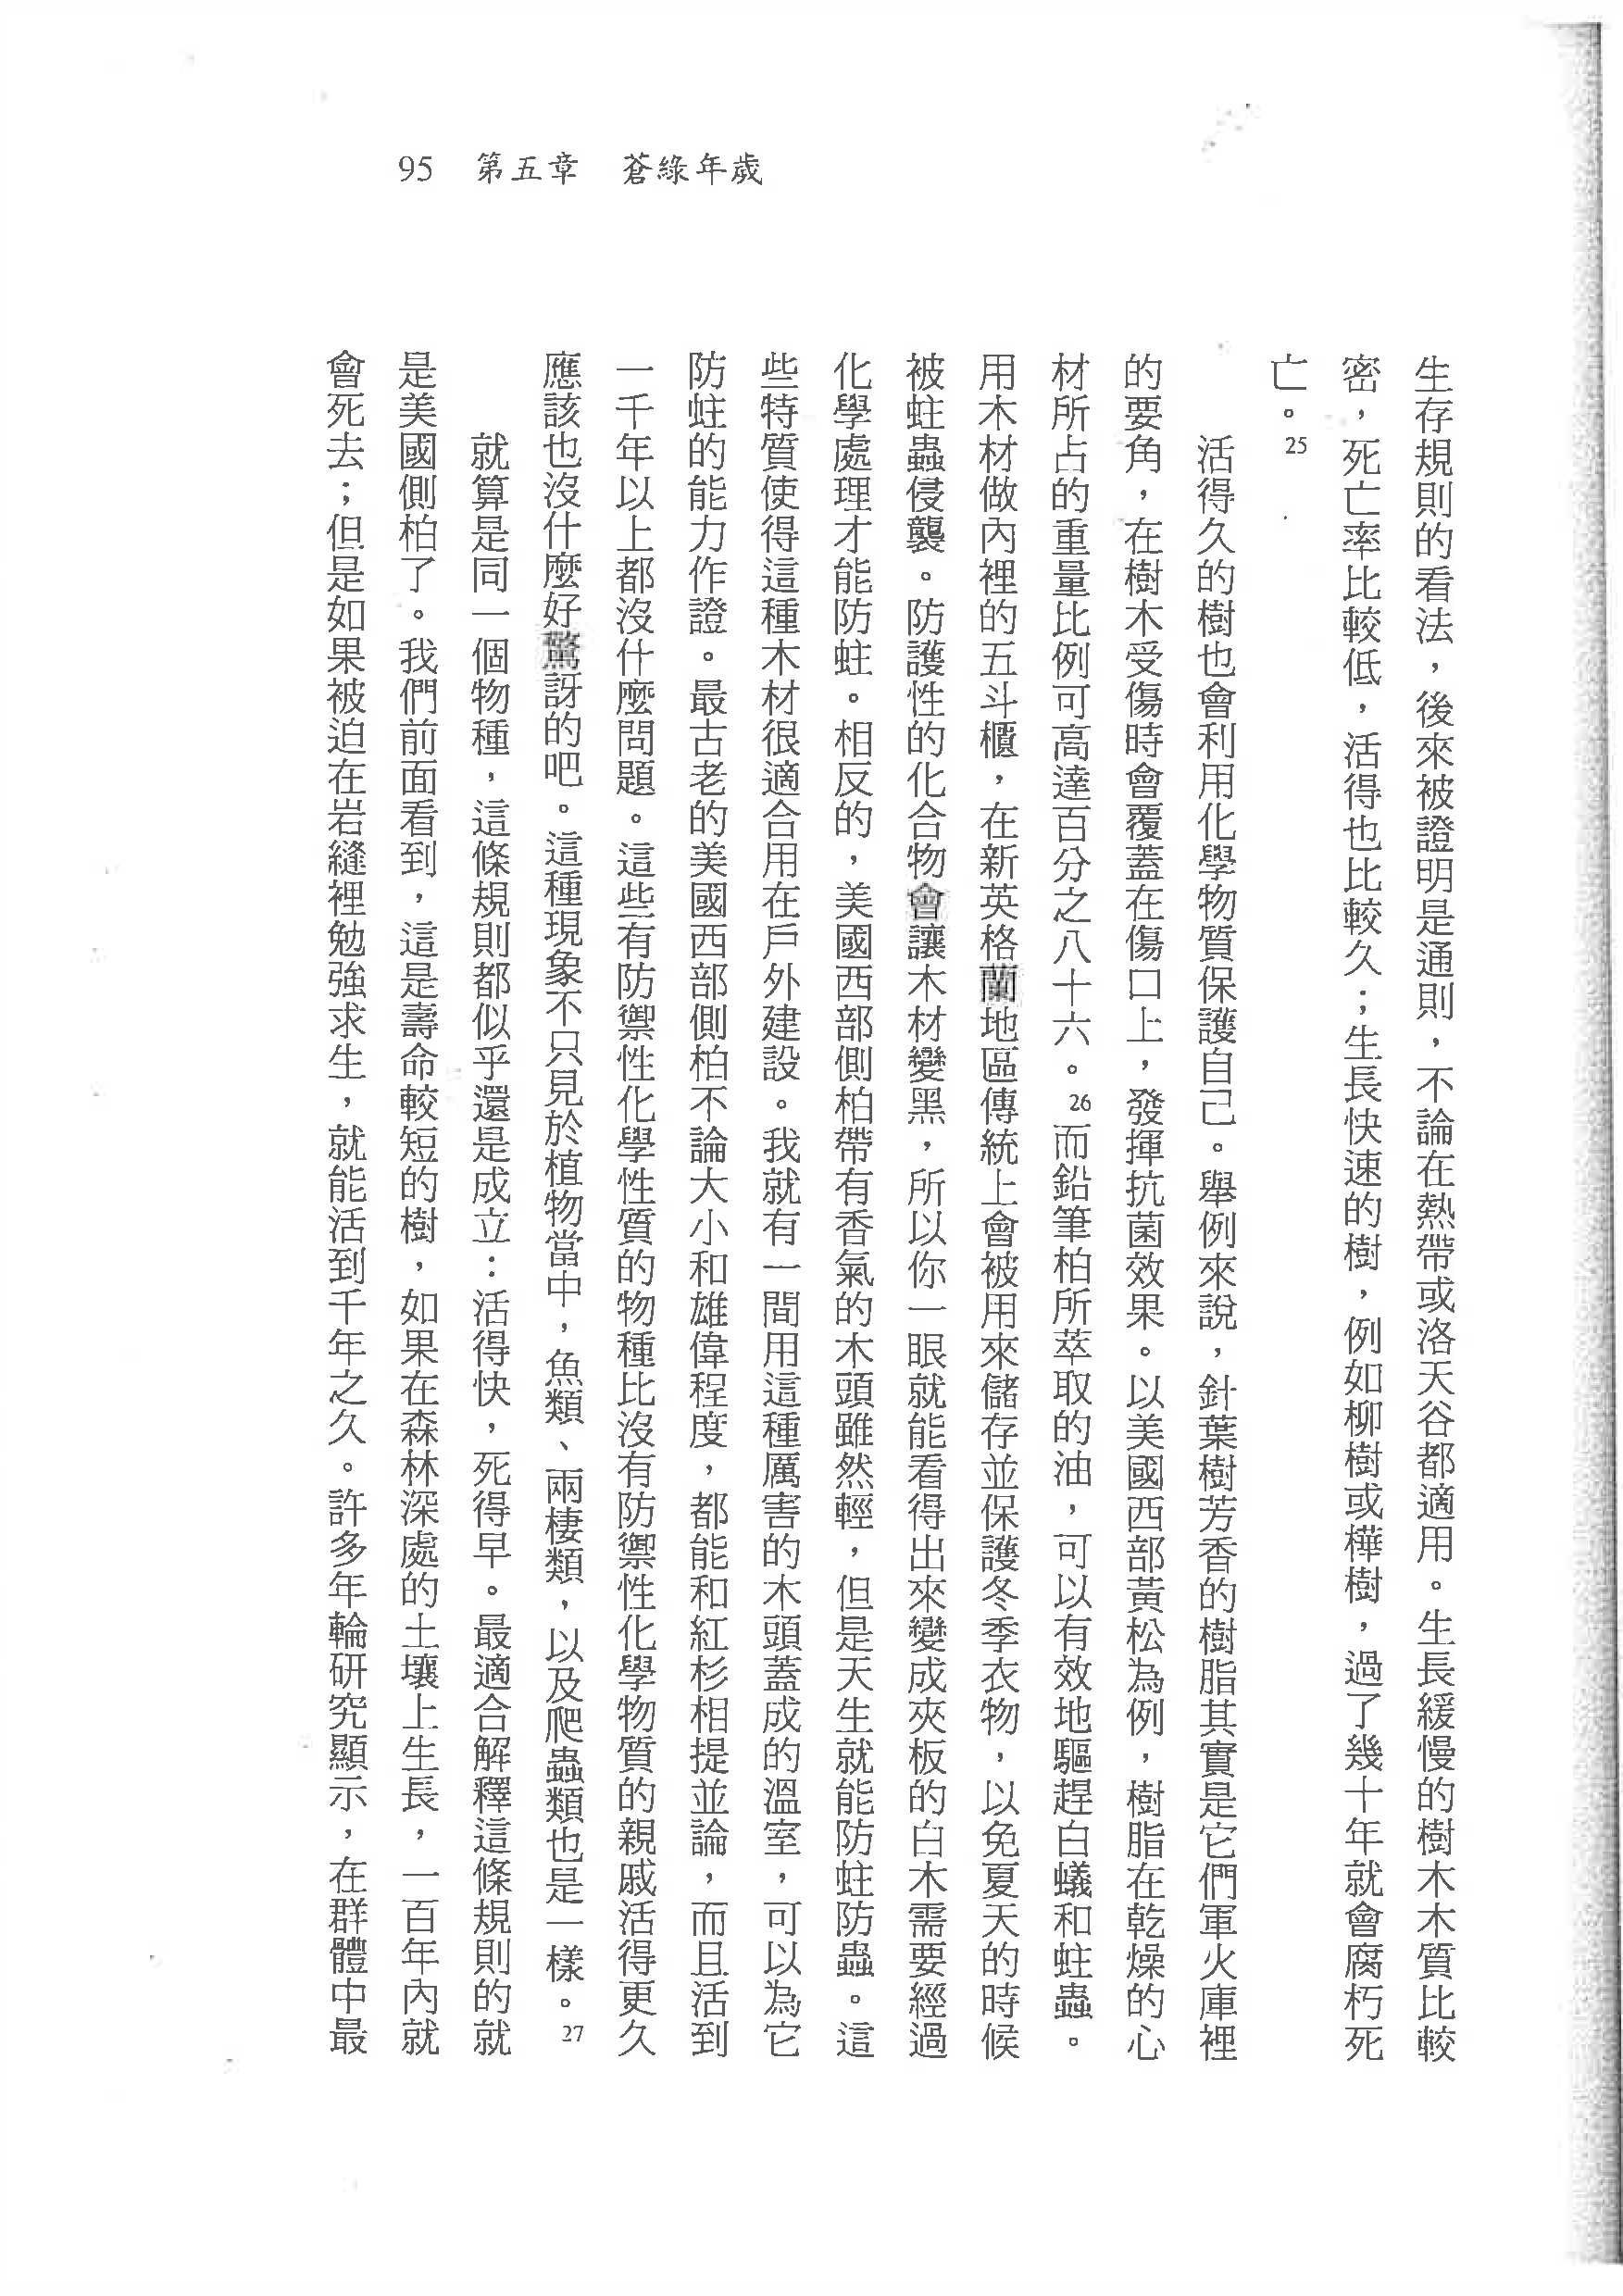 95 第五章 蒼綠年歲
生存規則的看法，後來被證明是通則，不論在熱帶或洛天谷都適用。生長緩慢的樹木木質比較
密，死亡率比較低，活得也比較久；生長快速的樹，例如柳樹或樺樹，過了幾十年就會腐朽死
亡。25
活得久的樹也會利用化學物質保護自己。舉例來說，針葉樹芳香的樹脂其實是它們軍火庫裡
的要角，在樹木受傷時會覆蓋在傷口上，發揮抗菌效果。以美國西部黃松為例，樹脂在乾燥的心
材所占的重量比例可高達百分之八十六。26而鉛筆柏所萃取的油，可以有效地驅趕白蟻和蛀蟲。
用木材做內裡的五斗櫃，在新英格蘭地區傳統上會被用來儲存並保護冬季衣物，以免夏天的時候
被蛀蟲侵襲。防護性的化合物會讓木材變黑，所以你一眼就能看得出來變成夾板的白木需要經過
化學處理才能防蛀。相反的，美國西部側柏帶有香氣的木頭雖然輕，但是天生就能防蛀防蟲。這
些特質使得這種木材很適合用在戶外建設。我就有一間用這種厲害的木頭蓋成的溫室，可以為它
防蛀的能力作證。最古老的美國西部側柏不論大小和雄偉程度，都能和紅杉相提並論，而且活到
一千年以上都沒什麼問題。這些有防禦性化學性質的物種比沒有防禦性化學物質的親戚活得更久
應該也沒什麼好驚訝的吧。這種現象不只見於植物當中，魚類、兩棲類，以及爬蟲類也是一樣。27
就算是同一個物種，這條規則都似乎還是成立：活得快，死得早。最適合解釋這條規則的就
是美國側柏了。我們前面看到，這是壽命較短的樹，如果在森林深處的土壤上生長，一百年內就
會死去；但是如果被迫在岩縫裡勉強求生，就能活到千年之久。許多年輪研究顯示，在群體中最